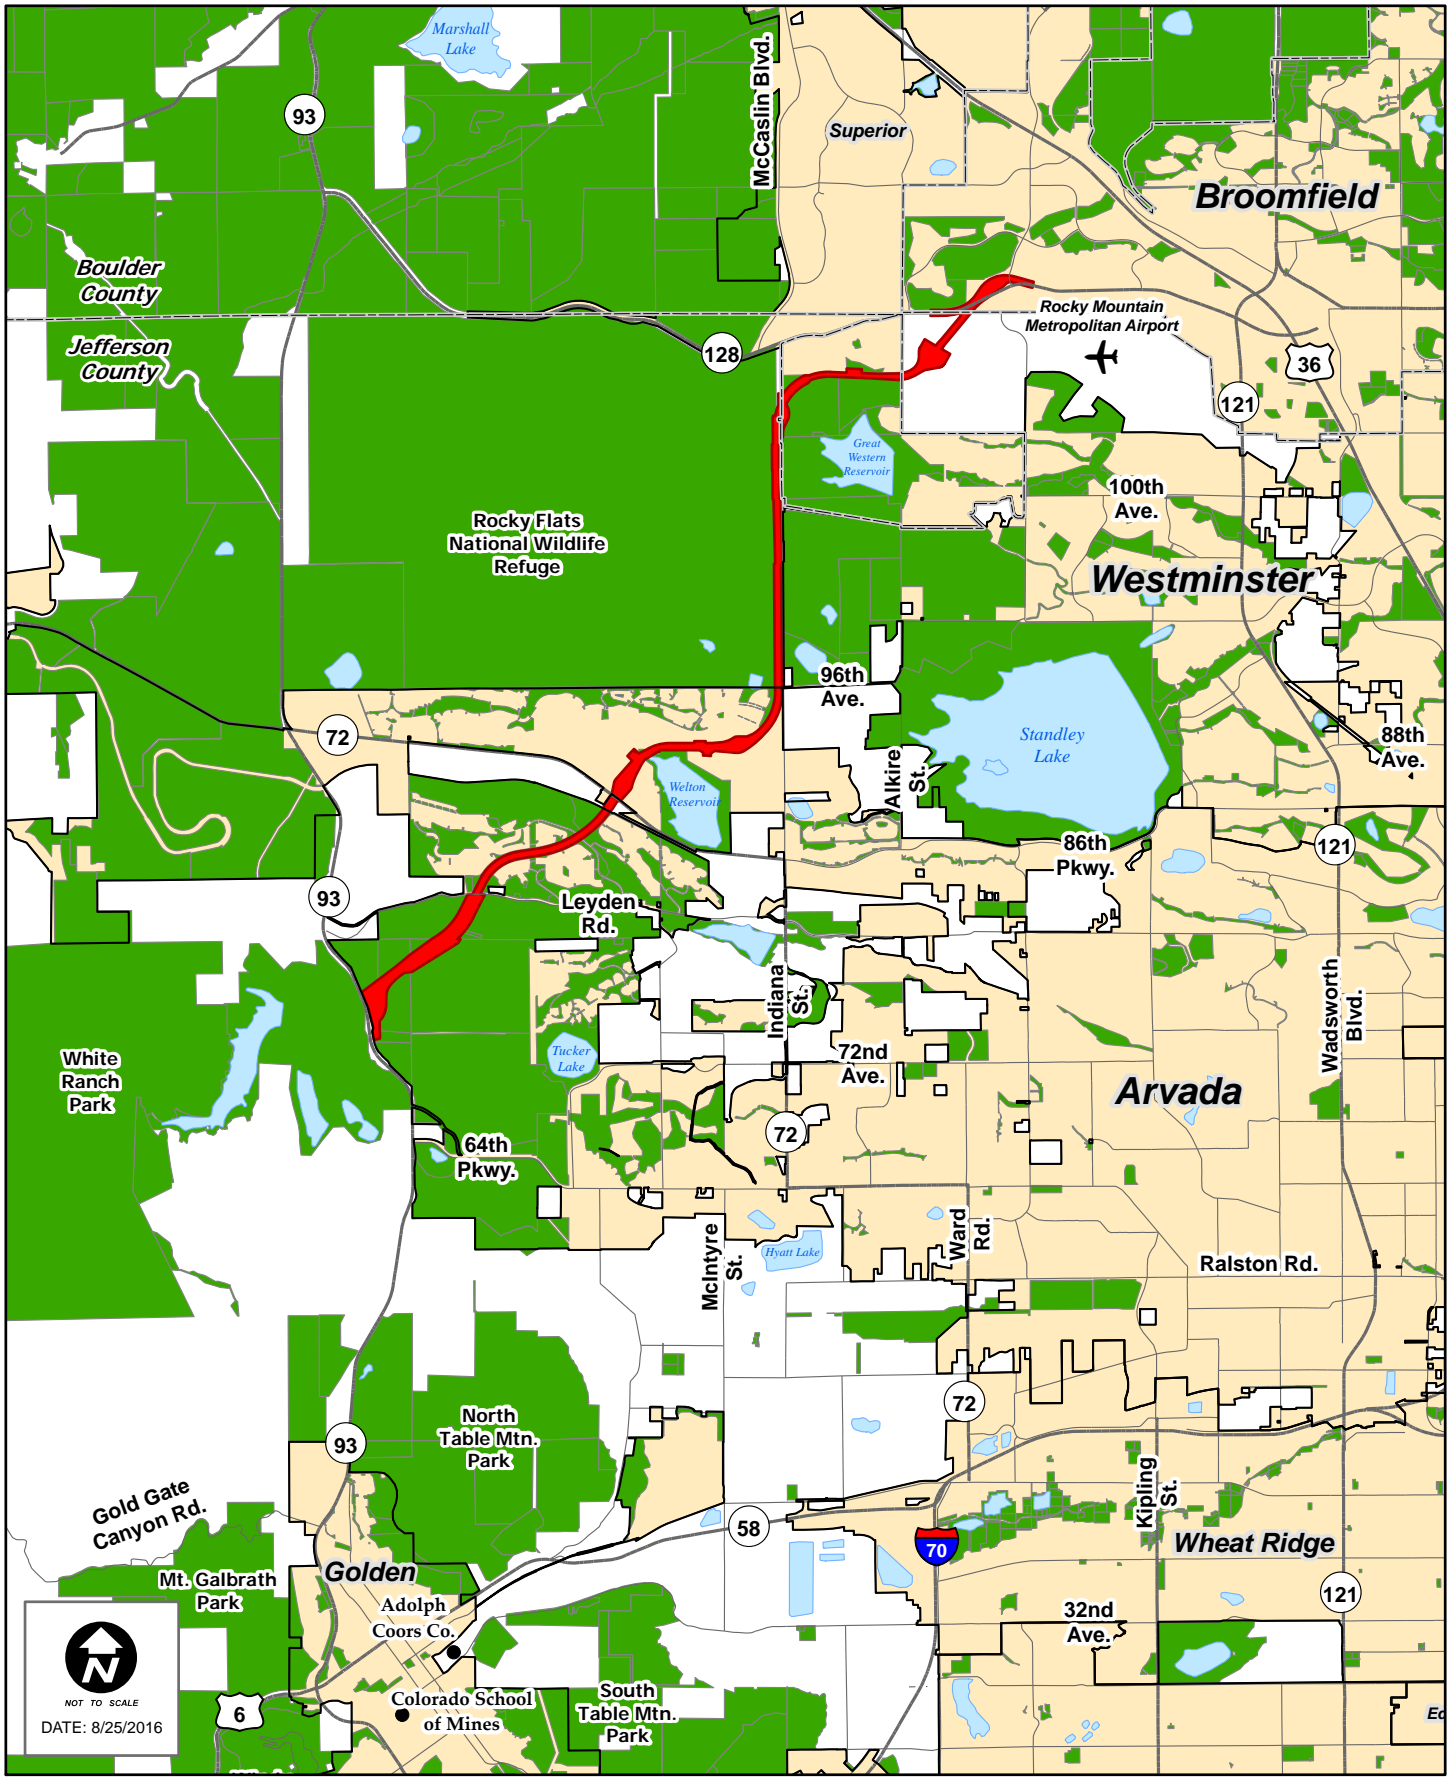 Marshall
Lake
McCaslin Blvd.
93
Superior
Broomfield
Boulder
County
Rocky Mountain
Metropolitan Airport
Jefferson
County
128
36
121
Great
Western
Reservoir
100th
Ave.
Rocky Flats
National Wildlife
Refuge
Westminster
96th
Ave.
72
Standley
Lake
88th
Ave.
Alkire
St.
Welton
Reservoir
86th
Pkwy.
121
93
Leyden
Rd.
Indiana
St.
Wadsworth
Blvd.
White
Ranch
Park
Tucker
Lake
72nd
Ave.
Arvada
72
64th
Pkwy.
Ward
Rd.
McIntyre
St.
Hyatt Lake
Ralston Rd.
72
North
Table Mtn.
Park
93
Gold Gate
Canyon Rd.
Kipling
St.
58
70
Wheat Ridge
Golden
Mt. Galbrath
Park
Adolph
Coors Co.
121
32nd
Ave.
N
NOT TO SCALE
DATE: 8/25/2016
6
Colorado School
of Mines
South
Table Mtn.
Park
Ed